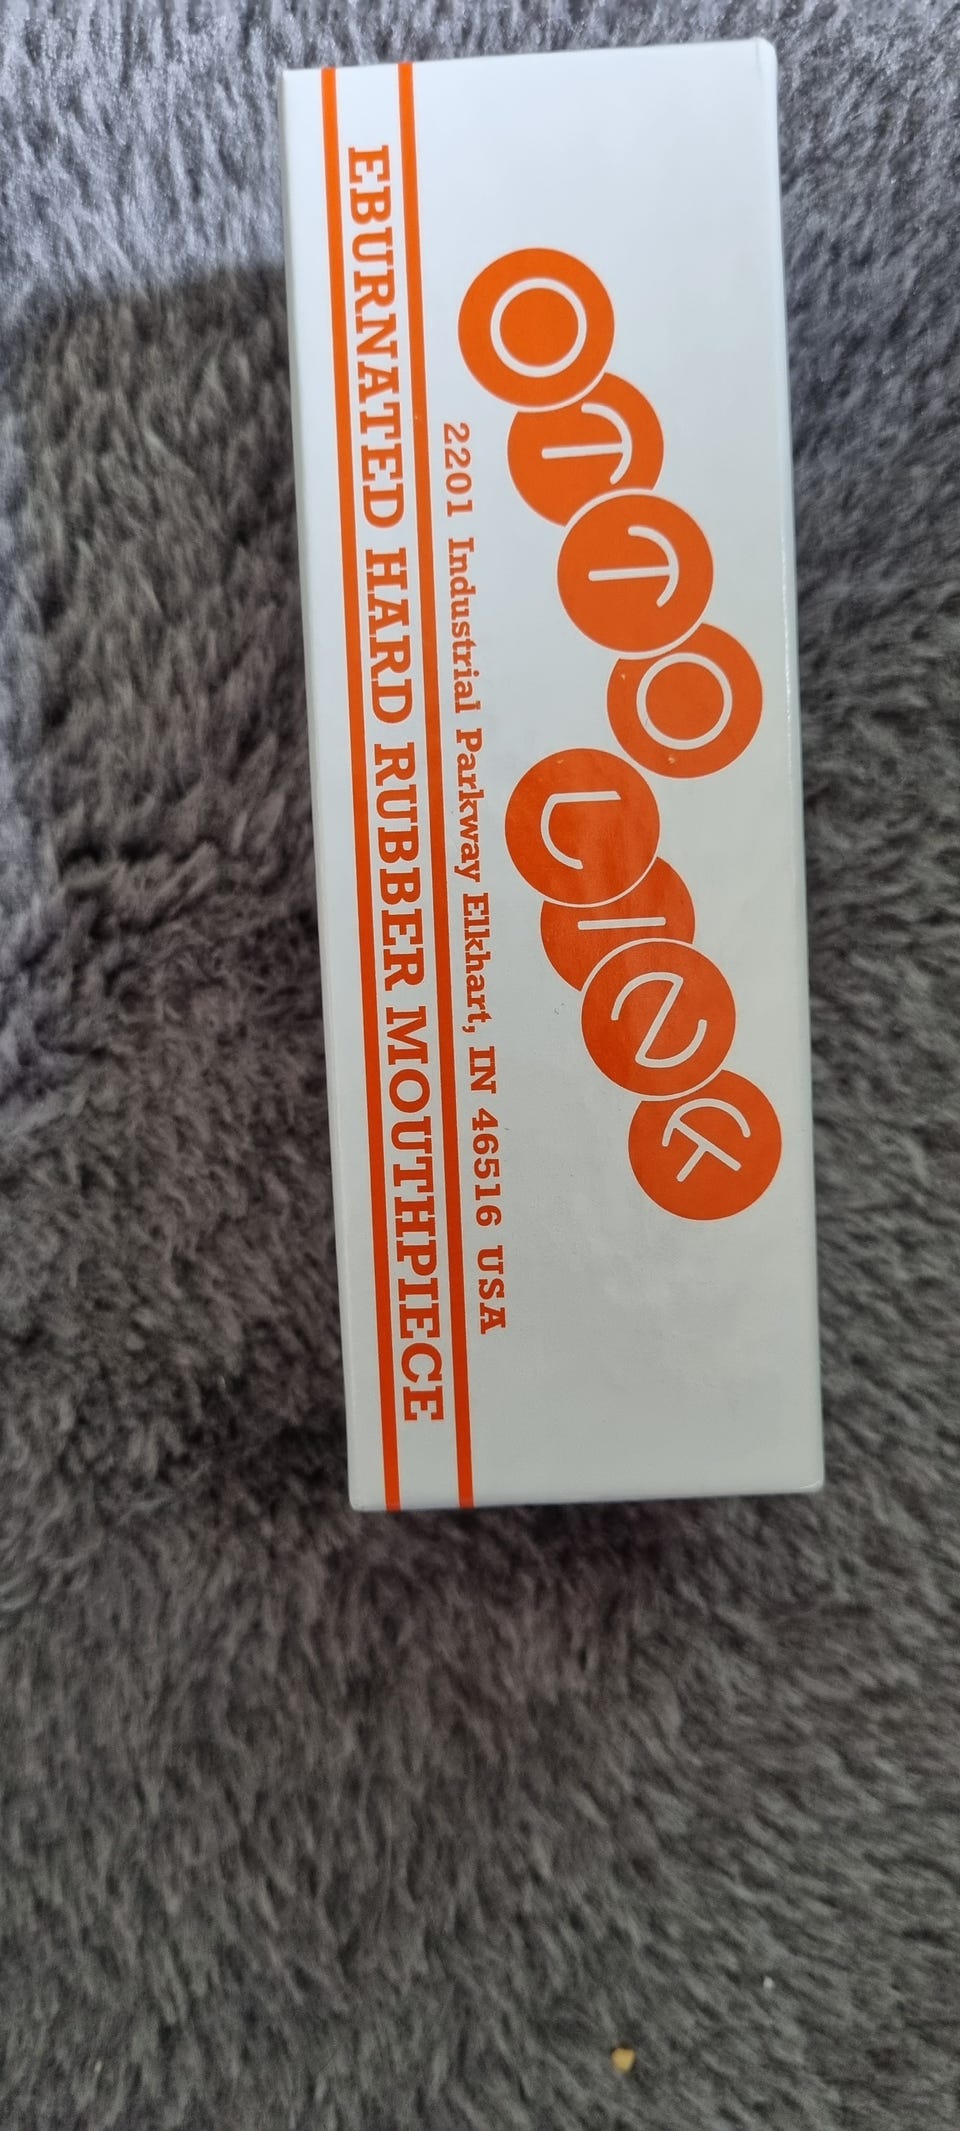 OTTO LINK
2201 Industrial Parkway Elkhart, IN 46516 USA
EBURNATED HARD RUBBER MOUTHPIECE